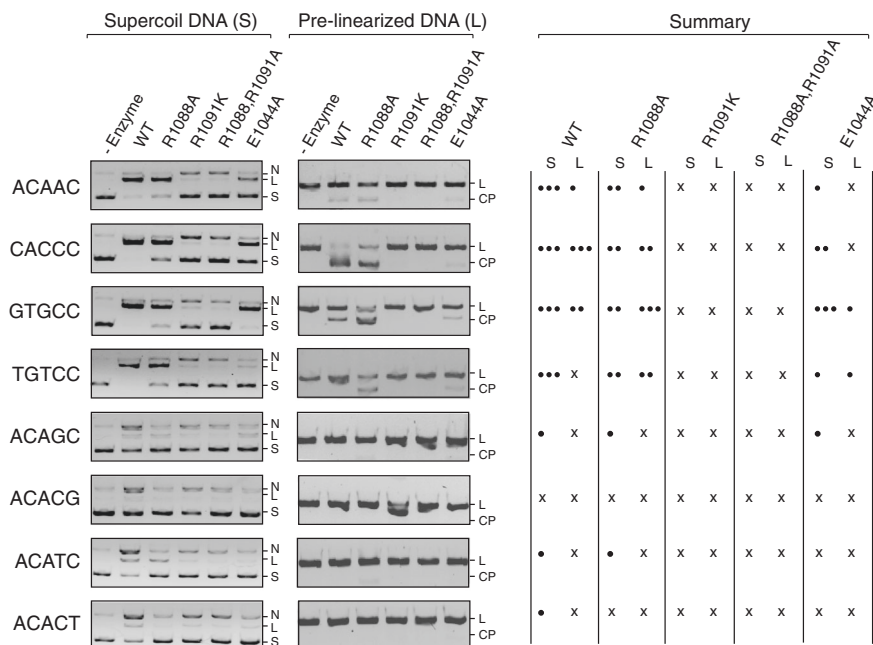 Supercoil DNA (S) Pre-linearized DNA (L) Summary
- Enzyme WT R1088A R1091K R1088,R1091A E1044A - Enzyme WT R1088A R1091K R1088,R1091A E1044A WT R1088A R1091K R1088A,R1091A E1044A
S L S L S L S L S L
ACAAC N L S L CP ●●● ● ●● ● x x x x ● x
CACCC N L S L CP ●●● ●●● ●● ●● x x x x ●● x
GTGCC N L S L CP ●●● ●● ●● ●●● x x x x ●●● ●
TGTCC N L S L CP ●●● x ●● ●● x x x x ● ●
ACAGC N L S L CP ● x ● x x x x x ● x
ACACG N L S L CP x x x x x x x x x x
ACATC N L S L CP ● x ● x x x x x x x
ACACT N L S L CP ● x x x x x x x x x